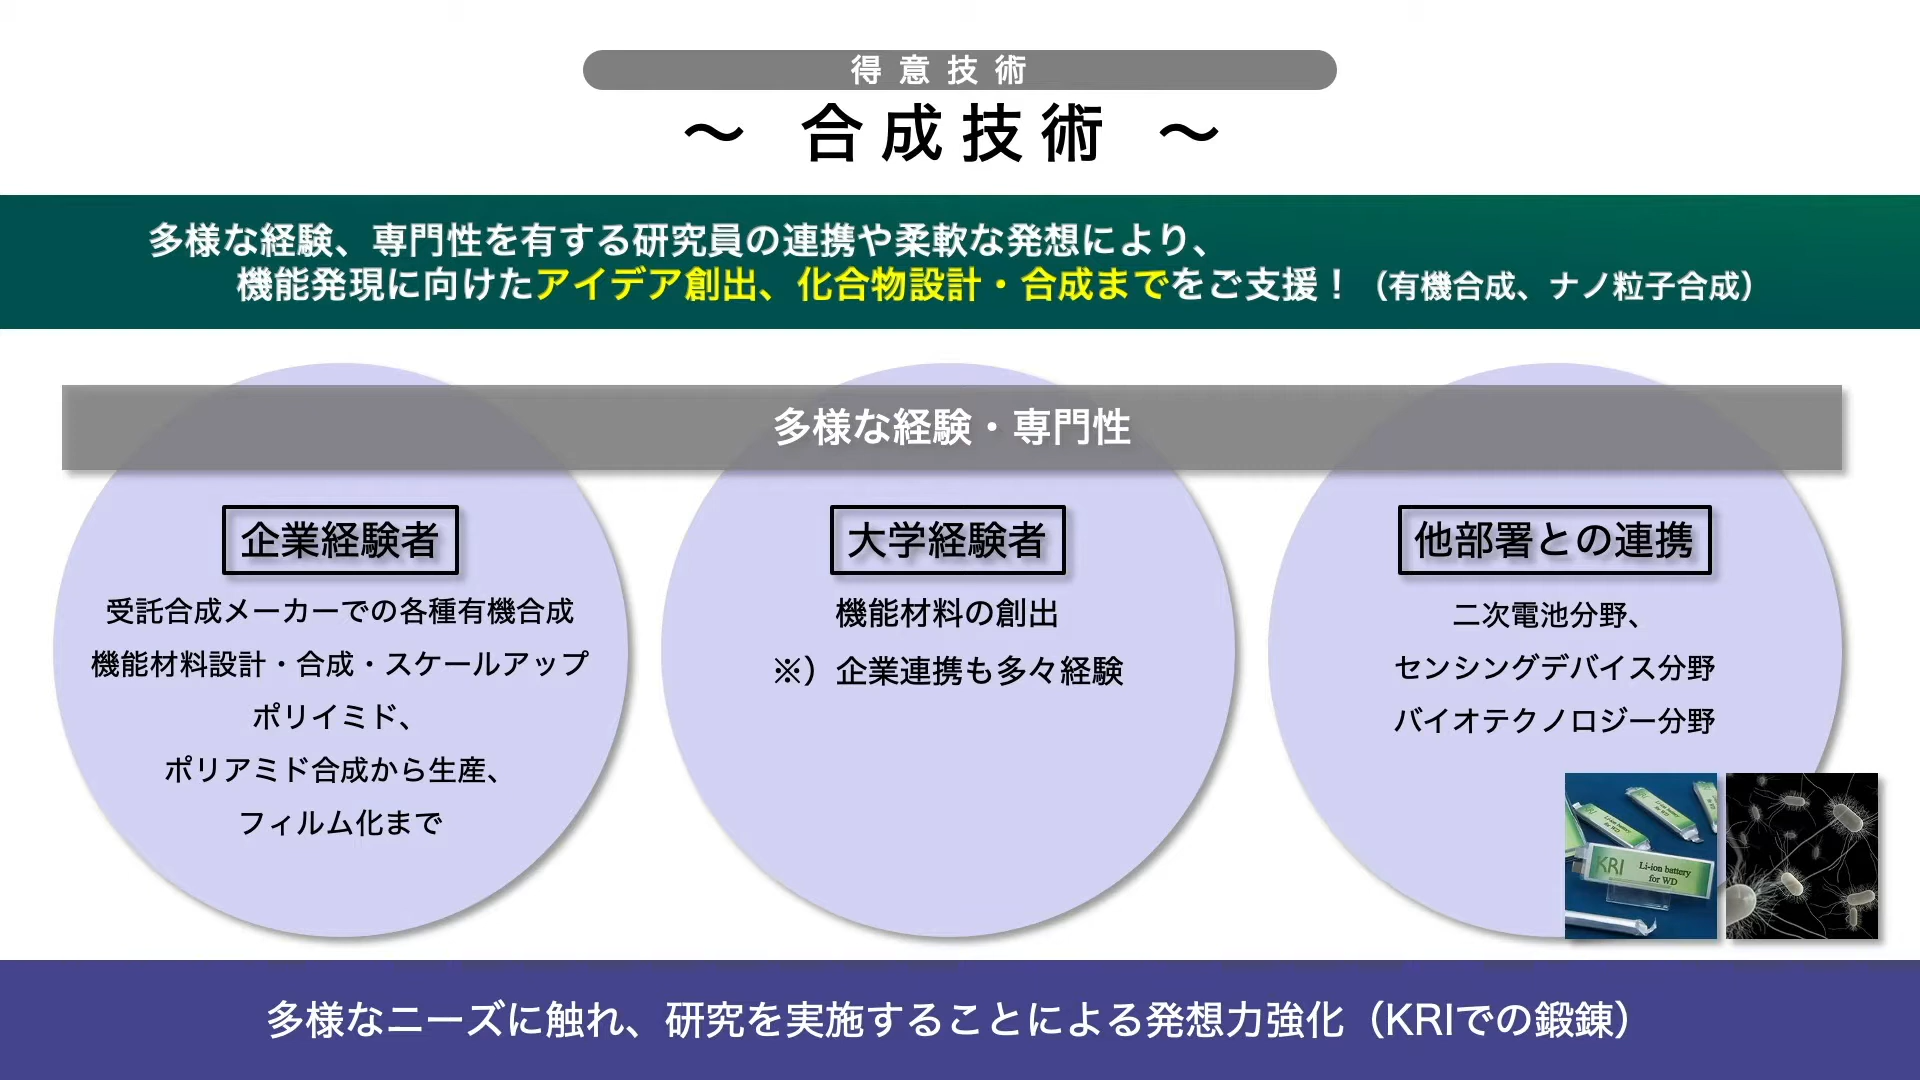 得意技術
～ 合成技術 ～
多様な経験、専門性を有する研究員の連携や柔軟な発想により、
機能発現に向けたアイデア創出、化合物設計・合成までをご支援！（有機合成、ナノ粒子合成）
多様な経験・専門性
企業経験者
受託合成メーカーでの各種有機合成
機能材料設計・合成・スケールアップ
ポリイミド、
ポリアミド合成から生産、
フィルム化まで
大学経験者
機能材料の創出
※）企業連携も多々経験
他部署との連携
二次電池分野、
センシングデバイス分野
バイオテクノロジー分野
KRI
Li-ion battery
for WD
多様なニーズに触れ、研究を実施することによる発想力強化（KRIでの鍛錬）